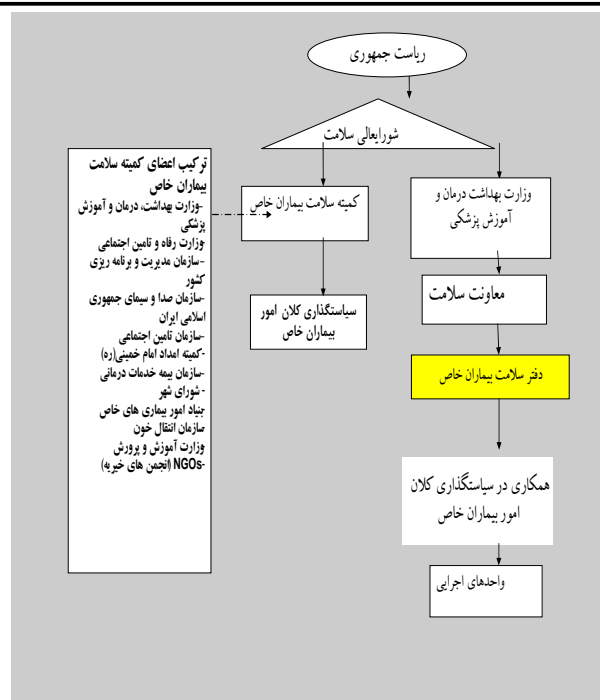 ریاست جمهوری
شورایعالی سلامت
وزارت بهداشت درمان و
آموزش پزشکی
معاونت سلامت
دفتر سلامت بیماران خاص
همکاری در سیاستگذاری کلان
امور بیماران خاص
واحدهای اجرایی
کمیته سلامت بیماران خاص
سیاستگذاری کلان امور
بیماران خاص
ترکیب اعضای کمیته سلامت
بیماران خاص
-وزارت بهداشت، درمان و آموزش
پزشکی
-وزارت رفاه و تامین اجتماعی
-سازمان مدیریت و برنامه ریزی
کشور
-سازمان صدا و سیمای جمهوری
اسلامی ایران
-سازمان تامین اجتماعی
-کمیته امداد امام خمینی(ره)
-سازمان بیمه خدمات درمانی
- شورای شهر
-بنیاد امور بیماری های خاص
-سازمان انتقال خون
-وزارت آموزش و پرورش
-NGOs (انجمن های خیریه)